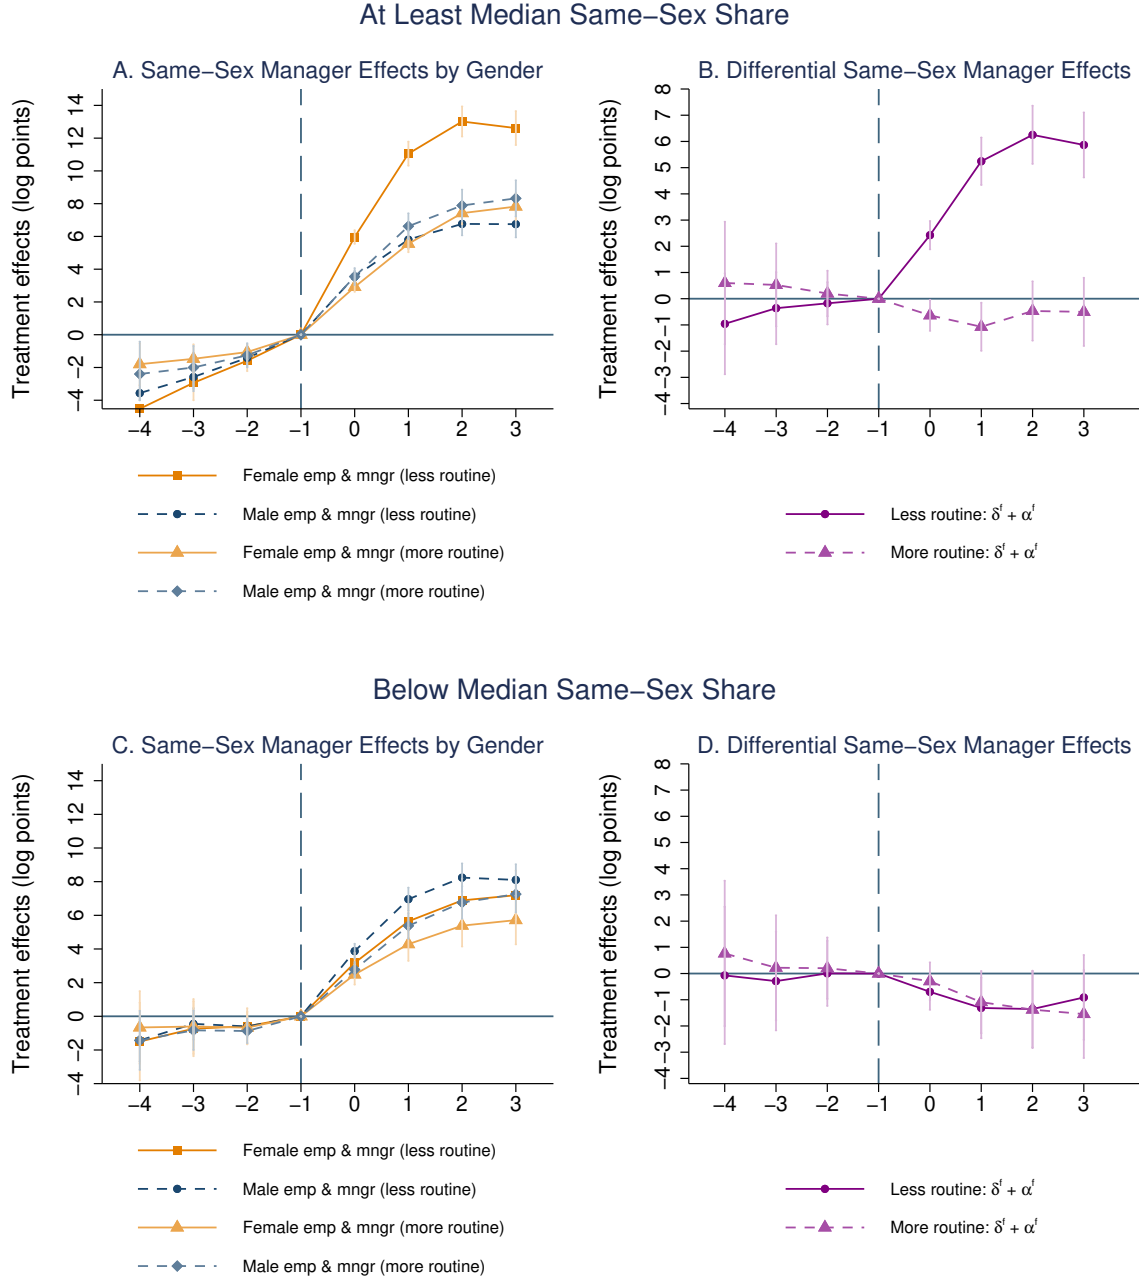 At Least Median Same−Sex Share
A. Same−Sex Manager Effects by Gender
Treatment effects (log points)
14
12
10
8
6
4
2
0
−2
−4
−4 −3 −2 −1 0 1 2 3
Female emp & mngr (less routine)
Male emp & mngr (less routine)
Female emp & mngr (more routine)
Male emp & mngr (more routine)
B. Differential Same−Sex Manager Effects
Treatment effects (log points)
8
7
6
5
4
3
2
1
0
−1
−2
−3
−4
−4 −3 −2 −1 0 1 2 3
Less routine: δᶠ + αᶠ
More routine: δᶠ + αᶠ
Below Median Same−Sex Share
C. Same−Sex Manager Effects by Gender
Treatment effects (log points)
14
12
10
8
6
4
2
0
−2
−4
−4 −3 −2 −1 0 1 2 3
Female emp & mngr (less routine)
Male emp & mngr (less routine)
Female emp & mngr (more routine)
Male emp & mngr (more routine)
D. Differential Same−Sex Manager Effects
Treatment effects (log points)
8
7
6
5
4
3
2
1
0
−1
−2
−3
−4
−4 −3 −2 −1 0 1 2 3
Less routine: δᶠ + αᶠ
More routine: δᶠ + αᶠ